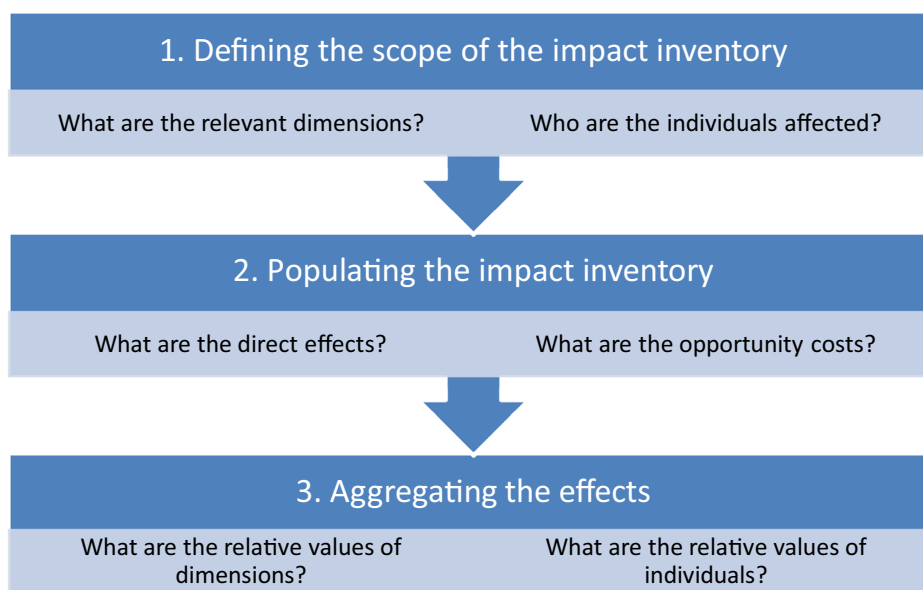 1. Defining the scope of the impact inventory
What are the relevant dimensions?
Who are the individuals affected?
2. Populating the impact inventory
What are the direct effects?
What are the opportunity costs?
3. Aggregating the effects
What are the relative values of
dimensions?
What are the relative values of
individuals?